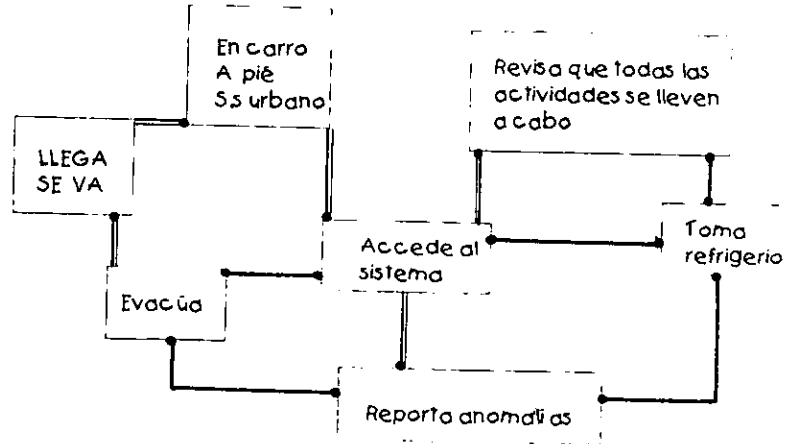 En carro
A pié
S.s urbano
Revisa que todas las
actividades se lleven
a cabo
LLEGA
SE VA
Accede al
sistema
Toma
refrigerio
Evacúa
Reporta anomalías